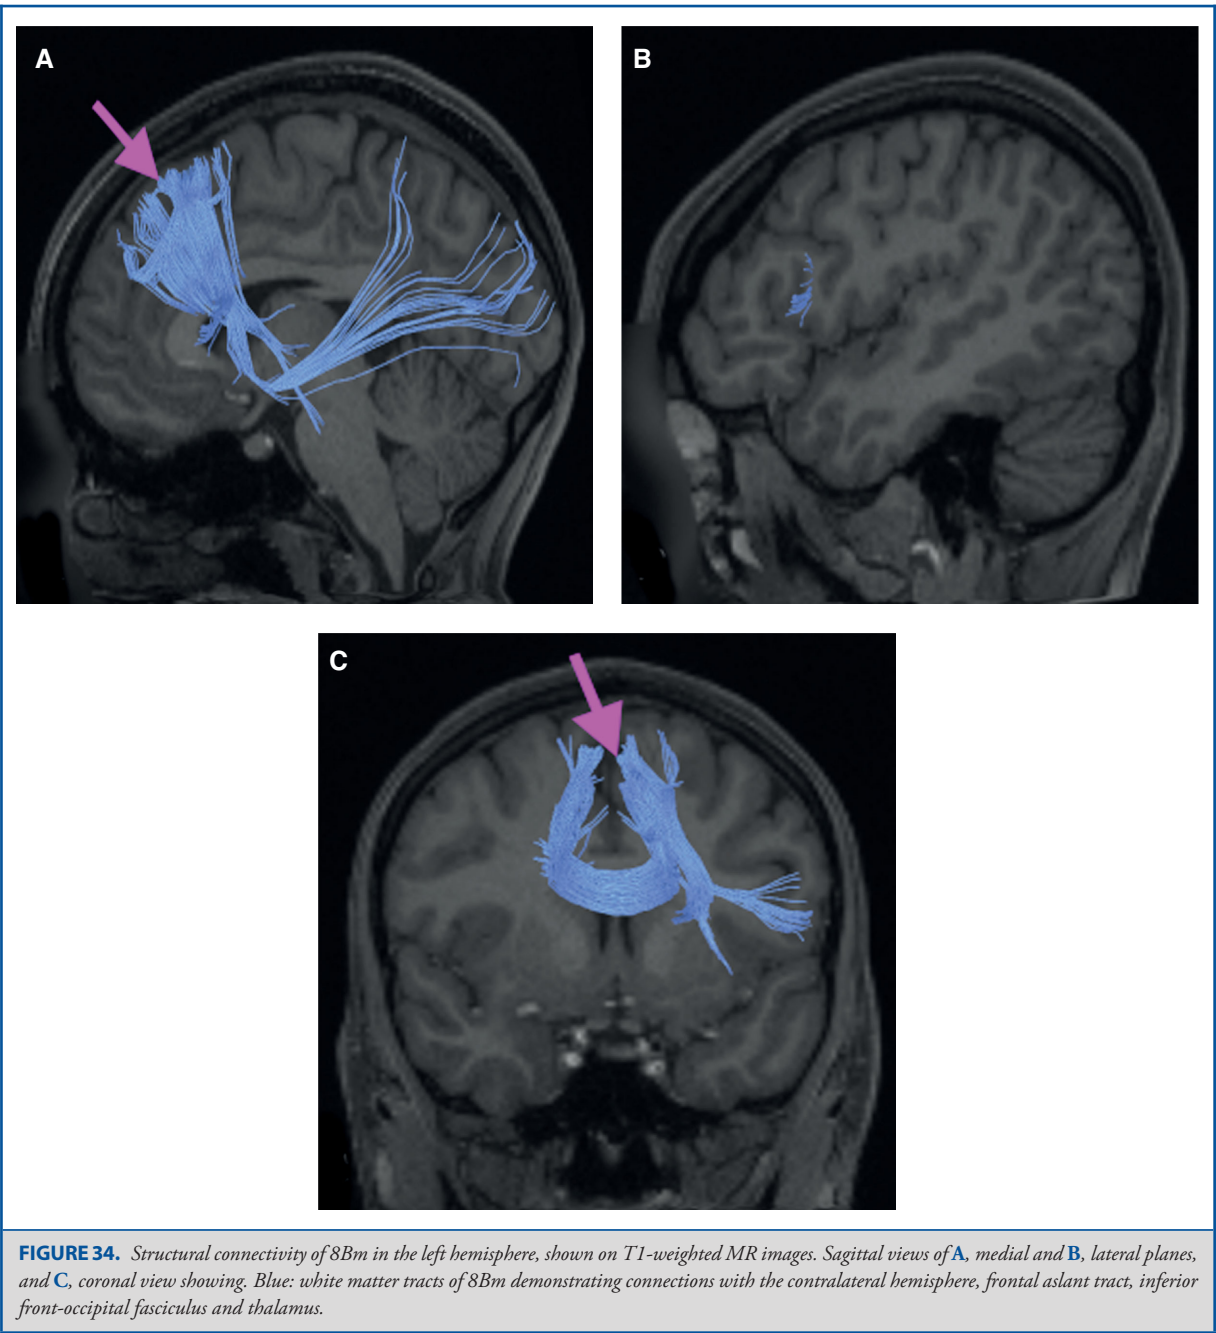 A
B
C
FIGURE 34. Structural connectivity of 8Bm in the left hemisphere, shown on T1-weighted MR images. Sagittal views of A, medial and B, lateral planes,
and C, coronal view showing. Blue: white matter tracts of 8Bm demonstrating connections with the contralateral hemisphere, frontal aslant tract, inferior
front-occipital fasciculus and thalamus.